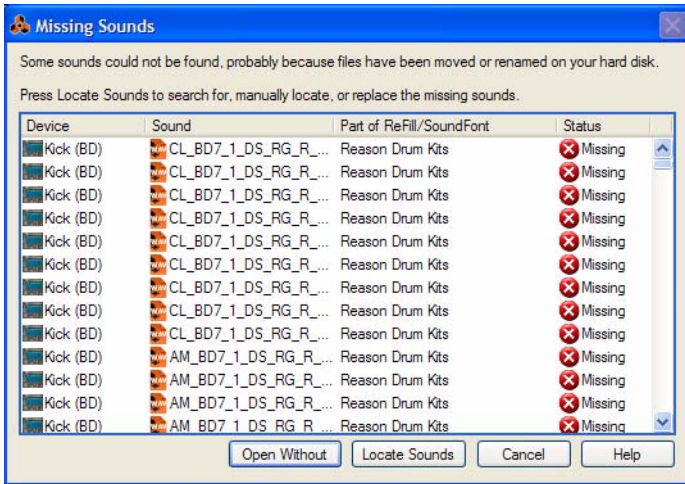 Missing Sounds
Some sounds could not be found, probably because files have been moved or renamed on your hard disk.
Press Locate Sounds to search for, manually locate, or replace the missing sounds.
Device Sound Part of ReFill/SoundFont Status
Kick (BD) CL_BD7_1_DS_RG_R_... Reason Drum Kits Missing
Kick (BD) CL_BD7_1_DS_RG_R_... Reason Drum Kits Missing
Kick (BD) CL_BD7_1_DS_RG_R_... Reason Drum Kits Missing
Kick (BD) CL_BD7_1_DS_RG_R_... Reason Drum Kits Missing
Kick (BD) CL_BD7_1_DS_RG_R_... Reason Drum Kits Missing
Kick (BD) CL_BD7_1_DS_RG_R_... Reason Drum Kits Missing
Kick (BD) CL_BD7_1_DS_RG_R_... Reason Drum Kits Missing
Kick (BD) CL_BD7_1_DS_RG_R_... Reason Drum Kits Missing
Kick (BD) CL_BD7_1_DS_RG_R_... Reason Drum Kits Missing
Kick (BD) AM_BD7_1_DS_RG_R_... Reason Drum Kits Missing
Kick (BD) AM_BD7_1_DS_RG_R_... Reason Drum Kits Missing
Kick (BD) AM_BD7_1_DS_RG_R_... Reason Drum Kits Missing
Kick (BD) AM_BD7_1_DS_RG_R_... Reason Drum Kits Missing
Open Without Locate Sounds Cancel Help